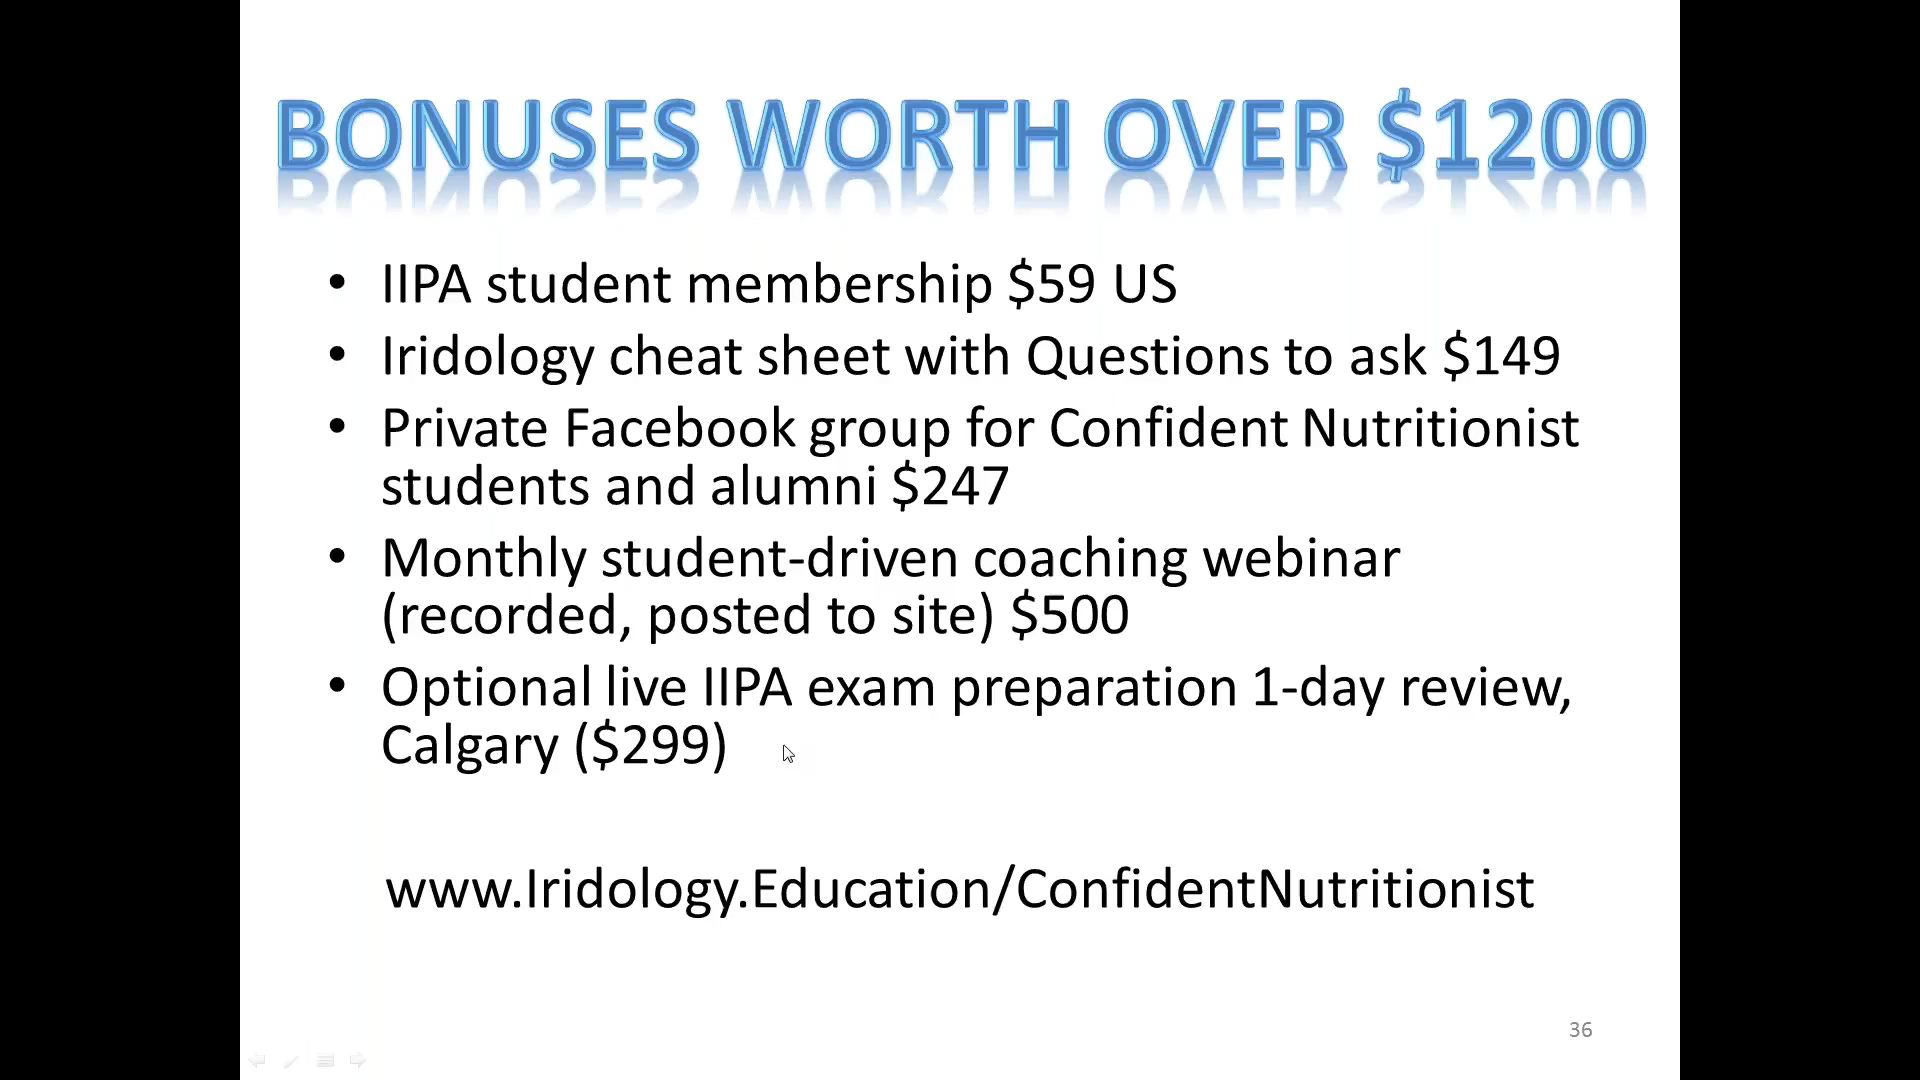 BONUSES WORTH OVER $1200
• IIPA student membership $59 US
• Iridology cheat sheet with Questions to ask $149
• Private Facebook group for Confident Nutritionist
students and alumni $247
• Monthly student-driven coaching webinar
(recorded, posted to site) $500
• Optional live IIPA exam preparation 1-day review,
Calgary ($299)
www.Iridology.Education/ConfidentNutritionist
36